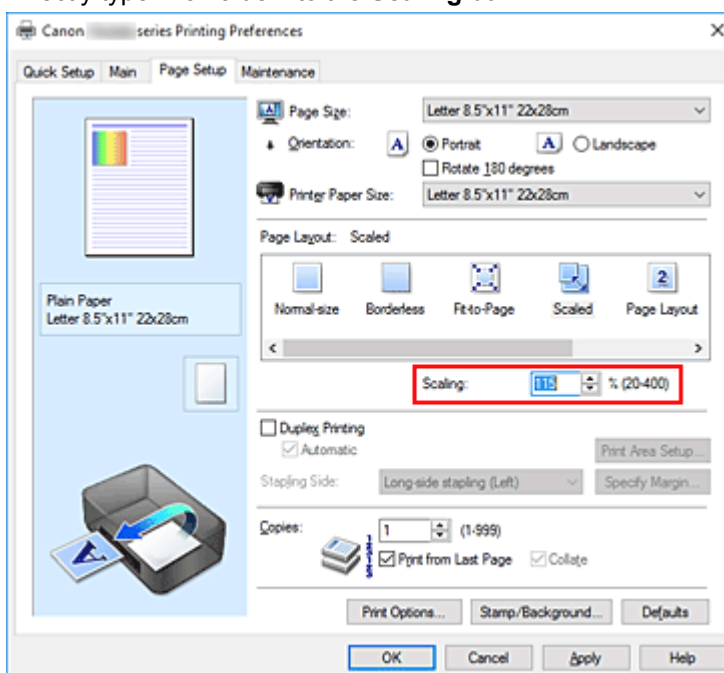 Canon series Printing Preferences
Quick Setup Main Page Setup Maintenance
Page Size: Letter 8.5"x11" 22x28cm
Orientation: A Portrait A Landscape
Rotate 180 degrees
Printer Paper Size: Letter 8.5"x11" 22x28cm
Page Layout: Scaled
Normal-size Borderless Fit-to-Page Scaled 2 Page Layout
Plain Paper
Letter 8.5"x11" 22x28cm
Scaling: 115 % (20-400)
Duplex Printing
Automatic Print Area Setup...
Stapling Side: Long-side stapling (Left) Specify Margin...
Copies: 1 (1-999)
Print from Last Page Collate
Print Options... Stamp/Background... Defaults
OK Cancel Apply Help